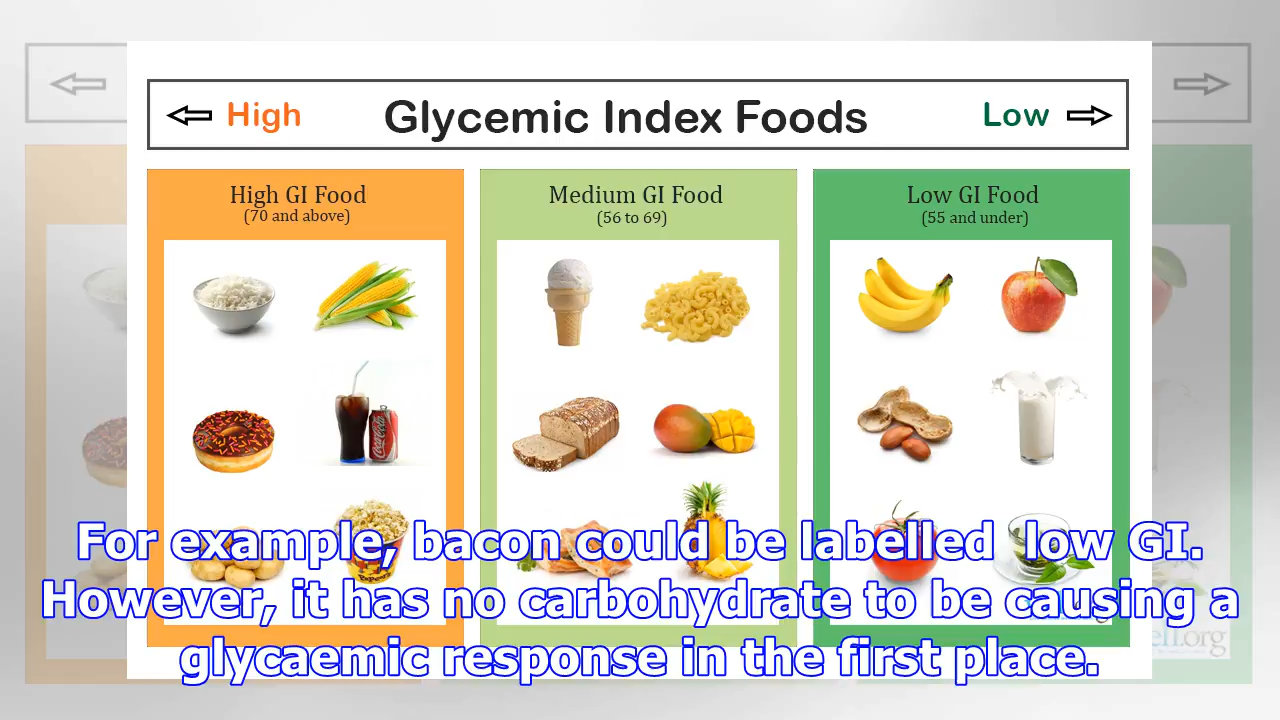 High
Glycemic Index Foods
Low
High GI Food
(70 and above)
Medium GI Food
(56 to 69)
Low GI Food
(55 and under)
Coca-Cola
For example, bacon could be labelled  low GI.
However, it has no carbohydrate to be causing a
glycaemic response in the first place.